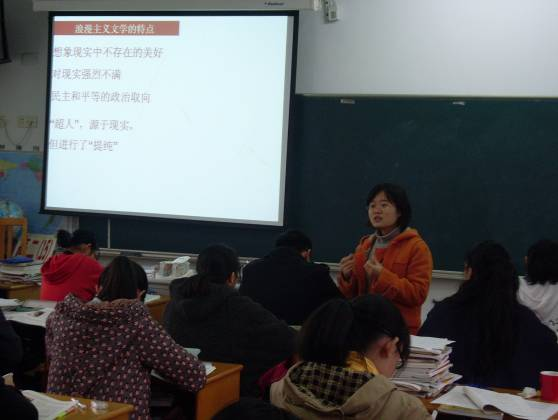 浪漫主义文学的特点
想象现实中不存在的美好
对现实强烈不满
民主和平等的政治取向
“超人”，源于现实，
但进行了“提纯”